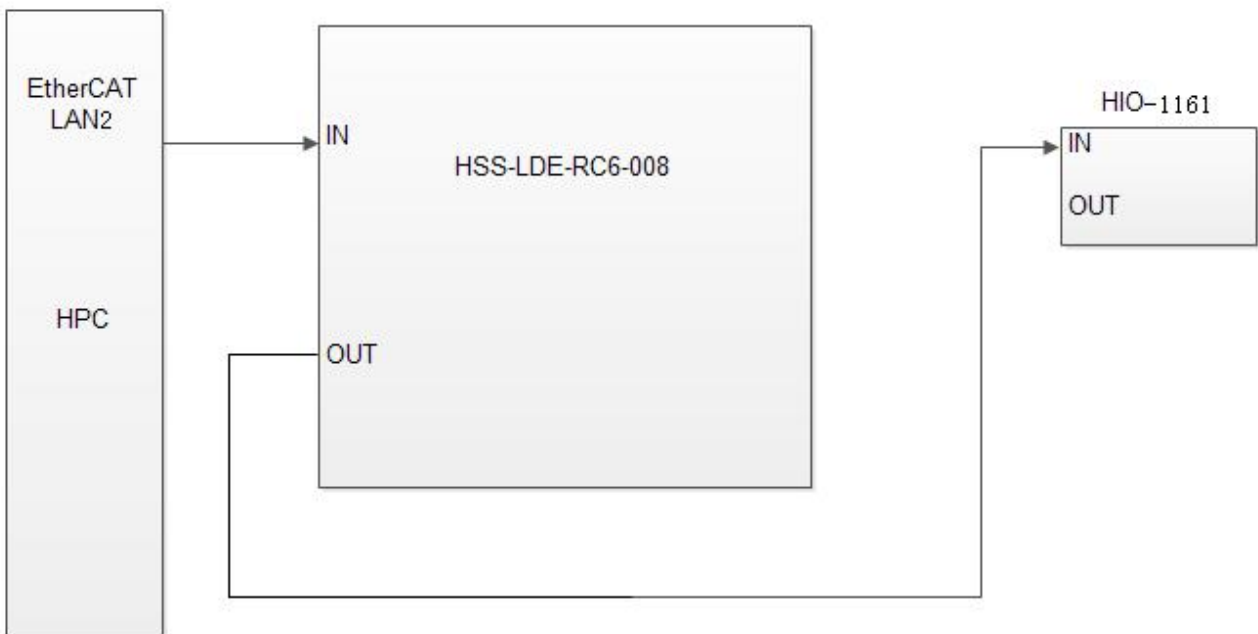 EtherCAT
LAN2
HPC
IN
HSS-LDE-RC6-008
OUT
HIO-1161
IN
OUT